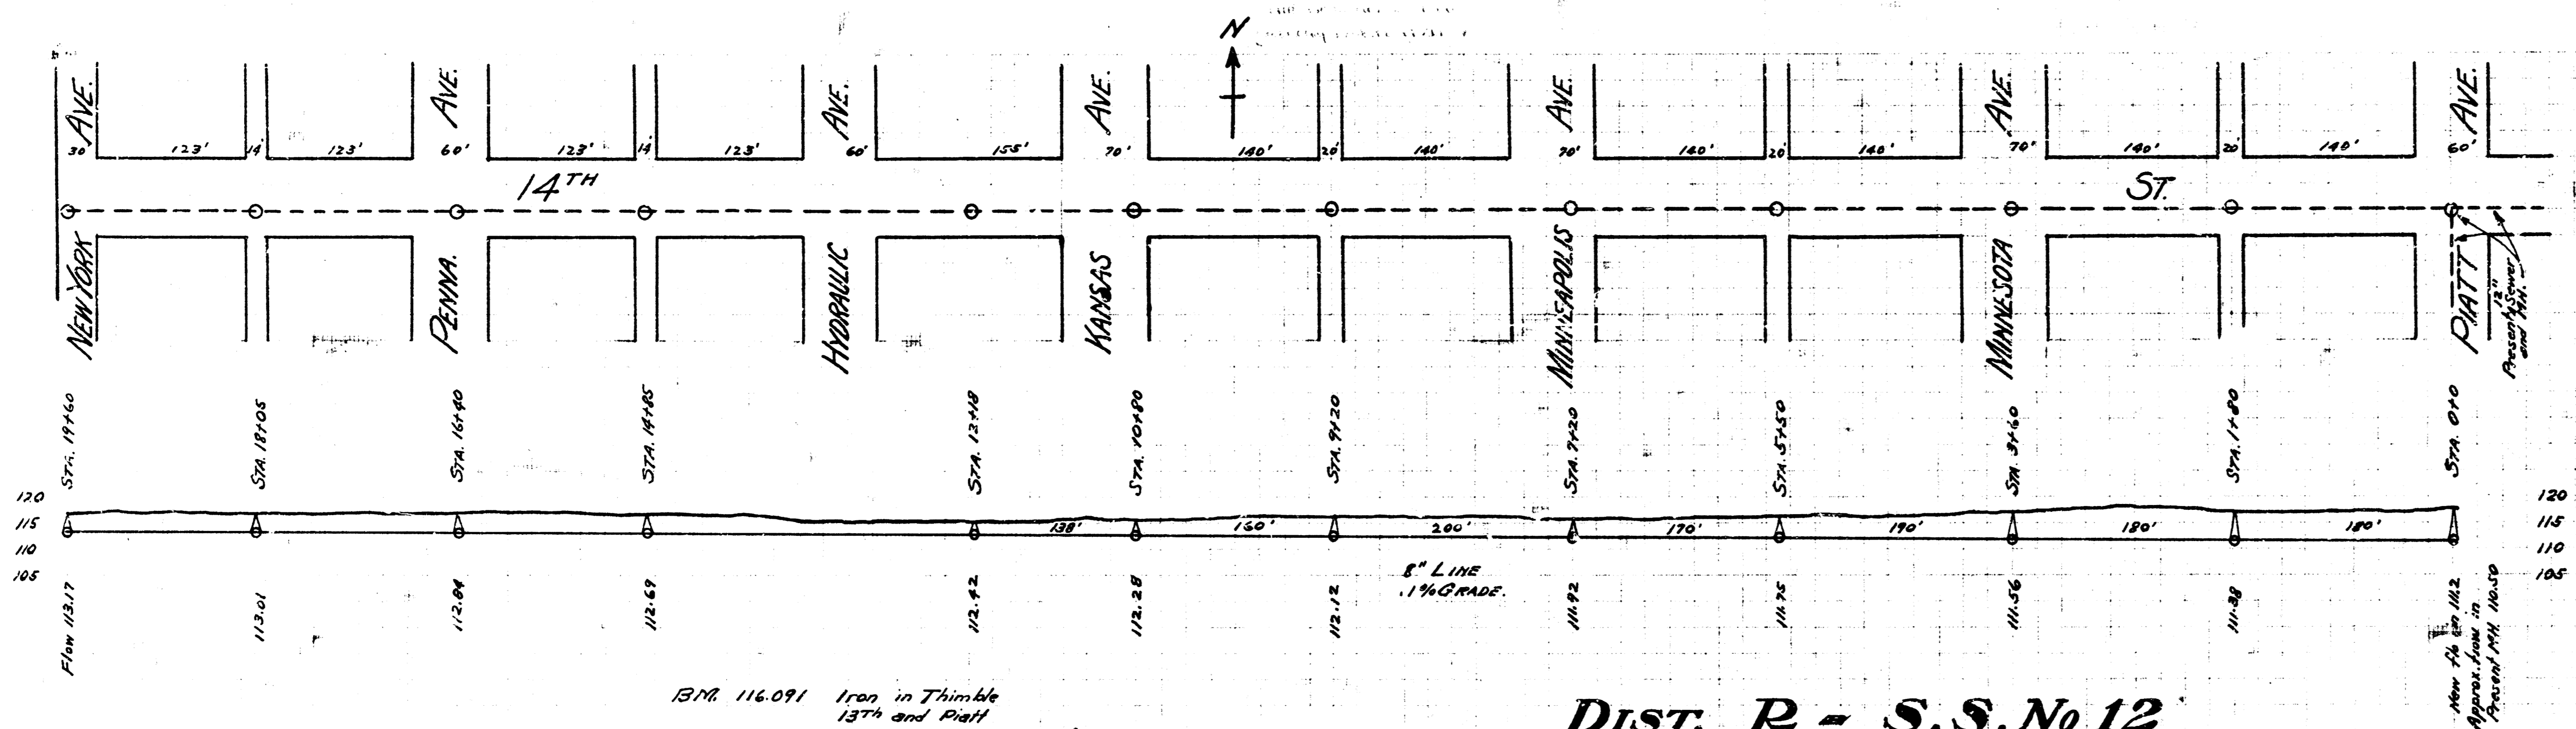 N
AVE. AVE. AVE. AVE. AVE. AVE. AVE.
30' 123' 14' 123' 60' 123' 14' 123' 60' 155' 70' 140' 20' 140' 70' 140' 20' 140' 70' 140' 20' 140' 60'
14TH ST.
NEW YORK PENNA. HYDRAULIC KANSAS MINNEAPOLIS MINNESOTA PIATT
12"
Present Sewer
and M.H.
STA. 19+60 STA. 18+05 STA. 16+40 STA. 14+85 STA. 12+18 STA. 10+80 STA. 9+20 STA. 7+20 STA. 5+50 STA. 3+60 STA. 1+80 STA. 0+0
120 120
115 138' 160' 200' 170' 190' 180' 180' 115
110 110
105 105
8" LINE
.1% GRADE.
Flow 113.17 113.01 112.84 112.69 112.42 112.28 112.12 111.92 111.75 111.56 111.38 New 111.2
Approx. flow in
Present M.H. 110.50
B.M. 116.091 Iron in Thimble
13Th and Piatt
DIST. R - S.S. No 12